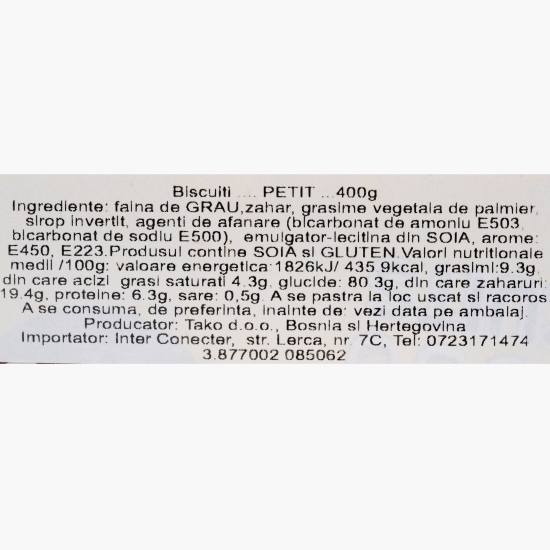 Biscuiti .... PETIT ...400g
Ingrediente: faina de GRAU,zahar, grasime vegetala de palmier,
sirop invertit, agenti de afanare (bicarbonat de amoniu E503,
bicarbonat de sodiu E500), emulgator-lecitina din SOIA, arome:
E450, E223.Produsul contine SOIA si GLUTEN.Valori nutritionale
medii /100g: valoare energetica:1826kJ/ 435.9kcal, grasimi:9.3g,
din care acizi grasi saturati 4.3g, glucide: 80.3g, din care zaharuri:
19.4g, proteine: 6.3g, sare: 0,5g. A se pastra la loc uscat si racoros.
A se consuma, de preferinta, inainte de: vezi data pe ambalaj.
Producator: Tako d.o.o., Bosnia si Hertegovina
Importator: Inter Conecter, str. Lerca, nr. 7C, Tel: 0723171474
3.877002 085062